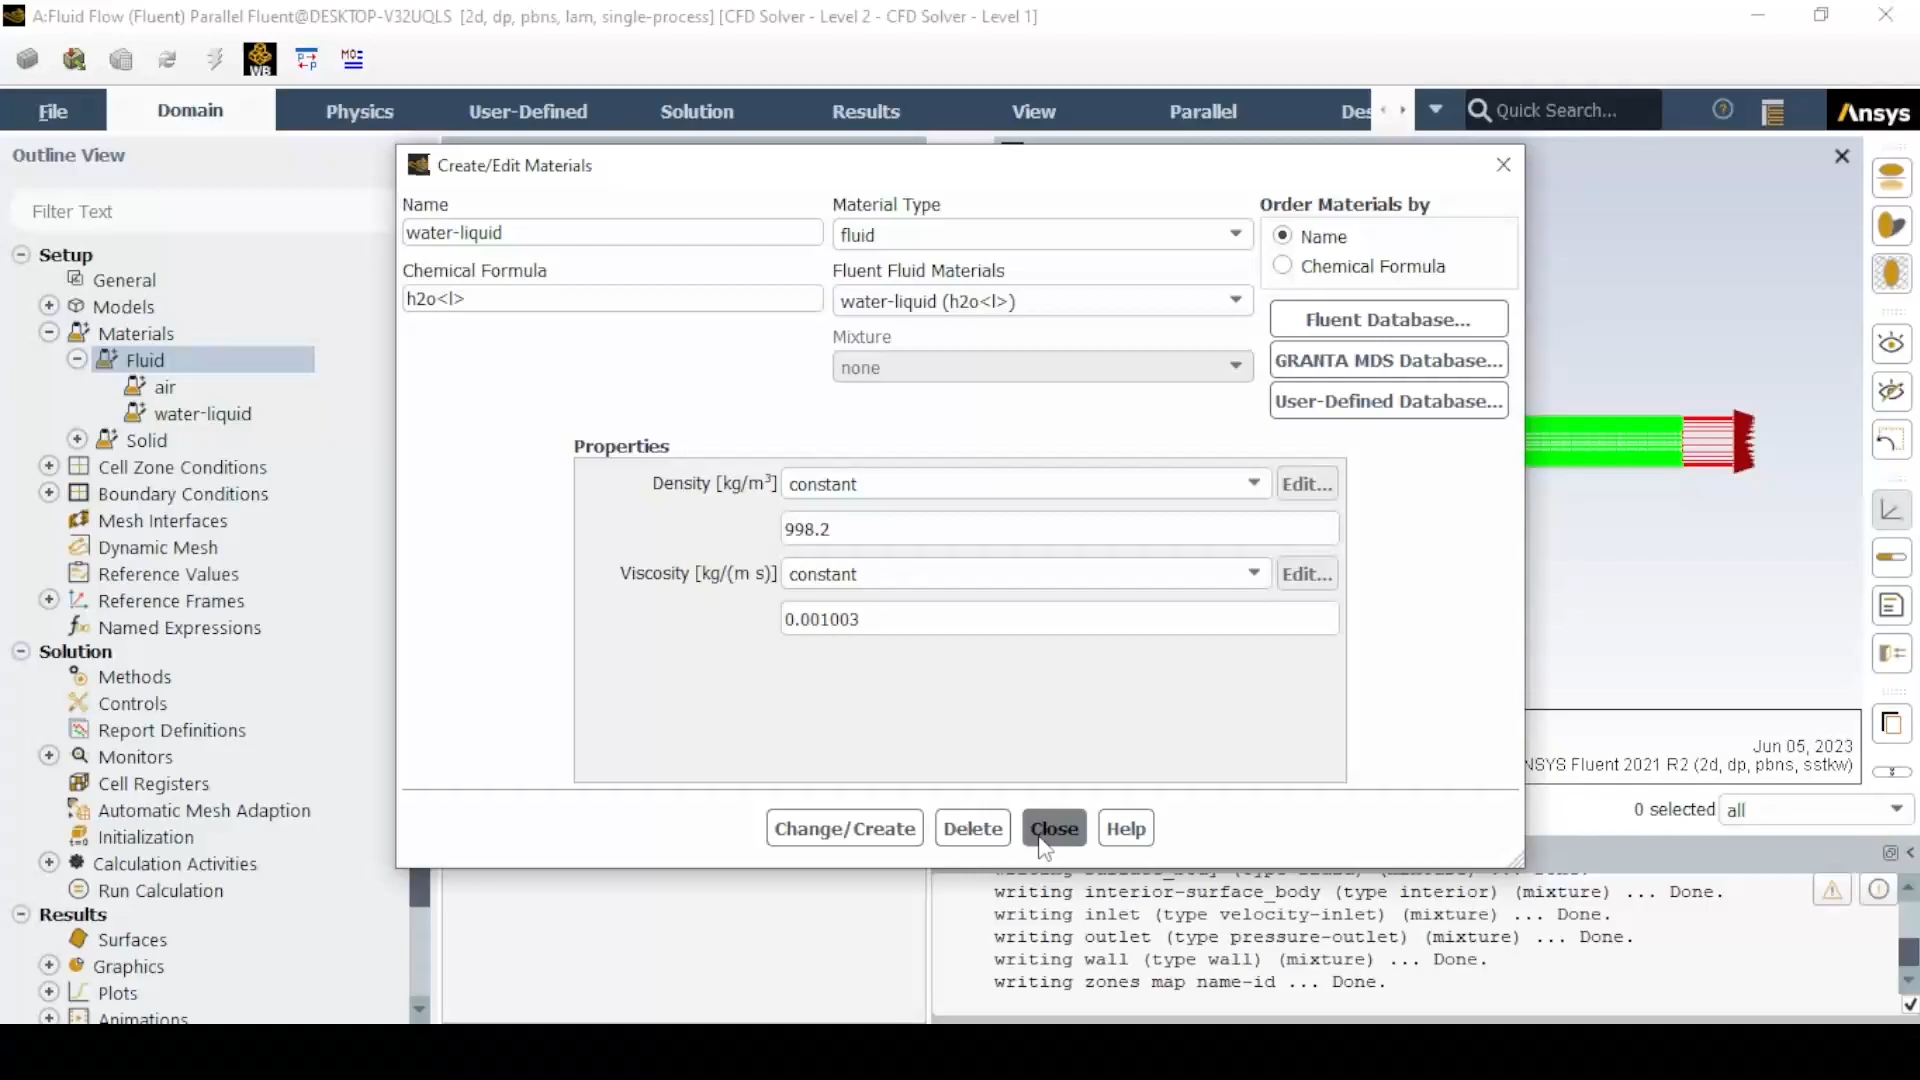 A:Fluid Flow (Fluent) Parallel Fluent@DESKTOP-V32UQLS [2d, dp, pbns, lam, single-process] [CFD Solver - Level 2 - CFD Solver - Level 1]
WB
File
Domain
Physics
User-Defined
Solution
Results
View
Parallel
Des
Quick Search...
Ansys
Outline View
Filter Text
Setup
General
Models
Materials
Fluid
air
water-liquid
Solid
Cell Zone Conditions
Boundary Conditions
Mesh Interfaces
Dynamic Mesh
Reference Values
Reference Frames
Named Expressions
Solution
Methods
Controls
Report Definitions
Monitors
Cell Registers
Automatic Mesh Adaption
Initialization
Calculation Activities
Run Calculation
Results
Surfaces
Graphics
Plots
Animations
Create/Edit Materials
Name
water-liquid
Chemical Formula
h2o<l>
Material Type
fluid
Fluent Fluid Materials
water-liquid (h2o<l>)
Mixture
none
Order Materials by
Name
Chemical Formula
Fluent Database...
GRANTA MDS Database...
User-Defined Database...
Properties
Density [kg/m³] constant Edit...
998.2
Viscosity [kg/(m s)] constant Edit...
0.001003
Change/Create
Delete
Close
Help
Jun 05, 2023
NSYS Fluent 2021 R2 (2d, dp, pbns, sstkw)
0 selected all
writing interior-surface_body (type interior) (mixture) ... Done.
writing inlet (type velocity-inlet) (mixture) ... Done.
writing outlet (type pressure-outlet) (mixture) ... Done.
writing wall (type wall) (mixture) ... Done.
writing zones map name-id ... Done.